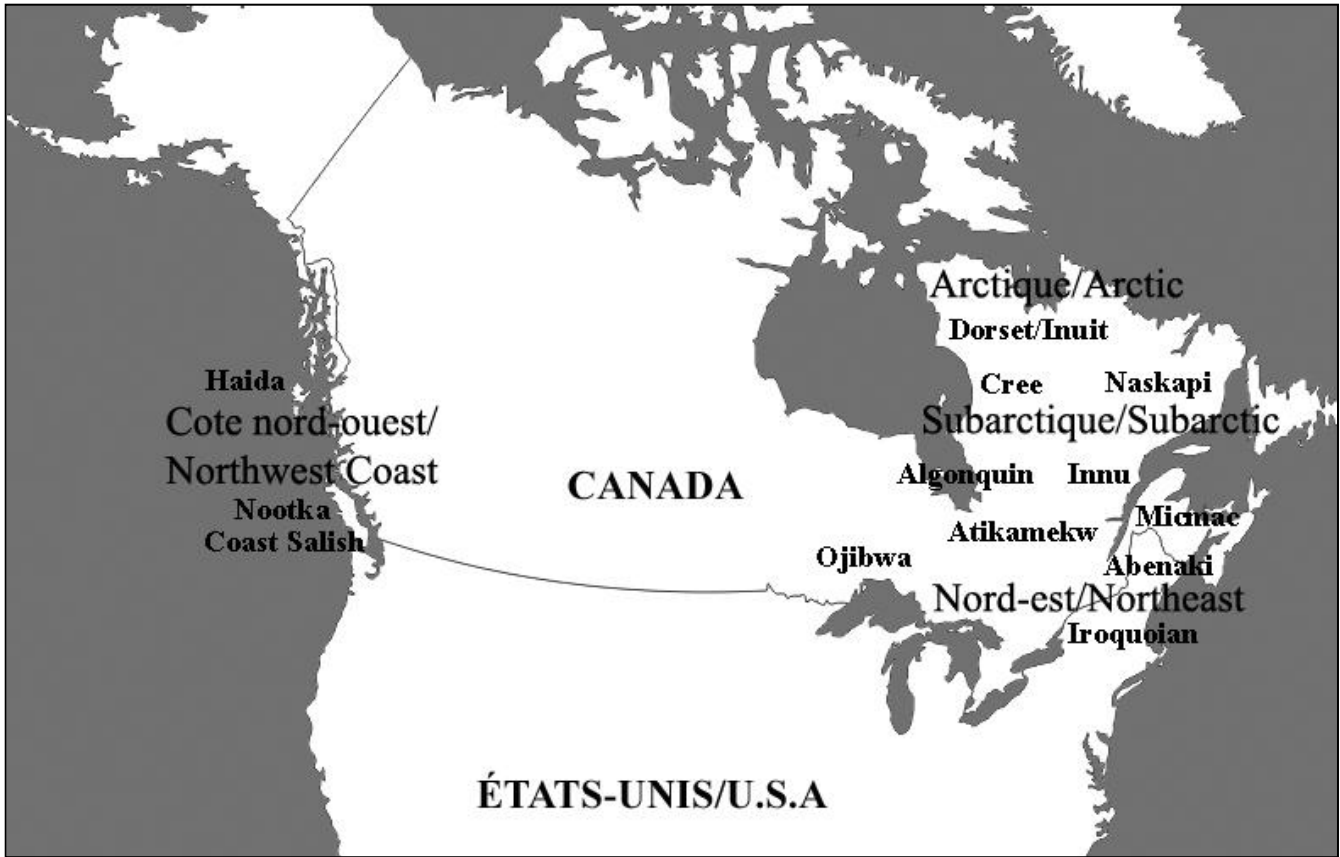 Arctique/Arctic
Dorset/Inuit
Haida
Cree
Naskapi
Cote nord-ouest/
Northwest Coast
Subarctique/Subarctic
CANADA
Algonquin
Innu
Nootka
Coast Salish
Micmac
Atikamekw
Ojibwa
Abenaki
Nord-est/Northeast
Iroquoian
ÉTATS-UNIS/U.S.A